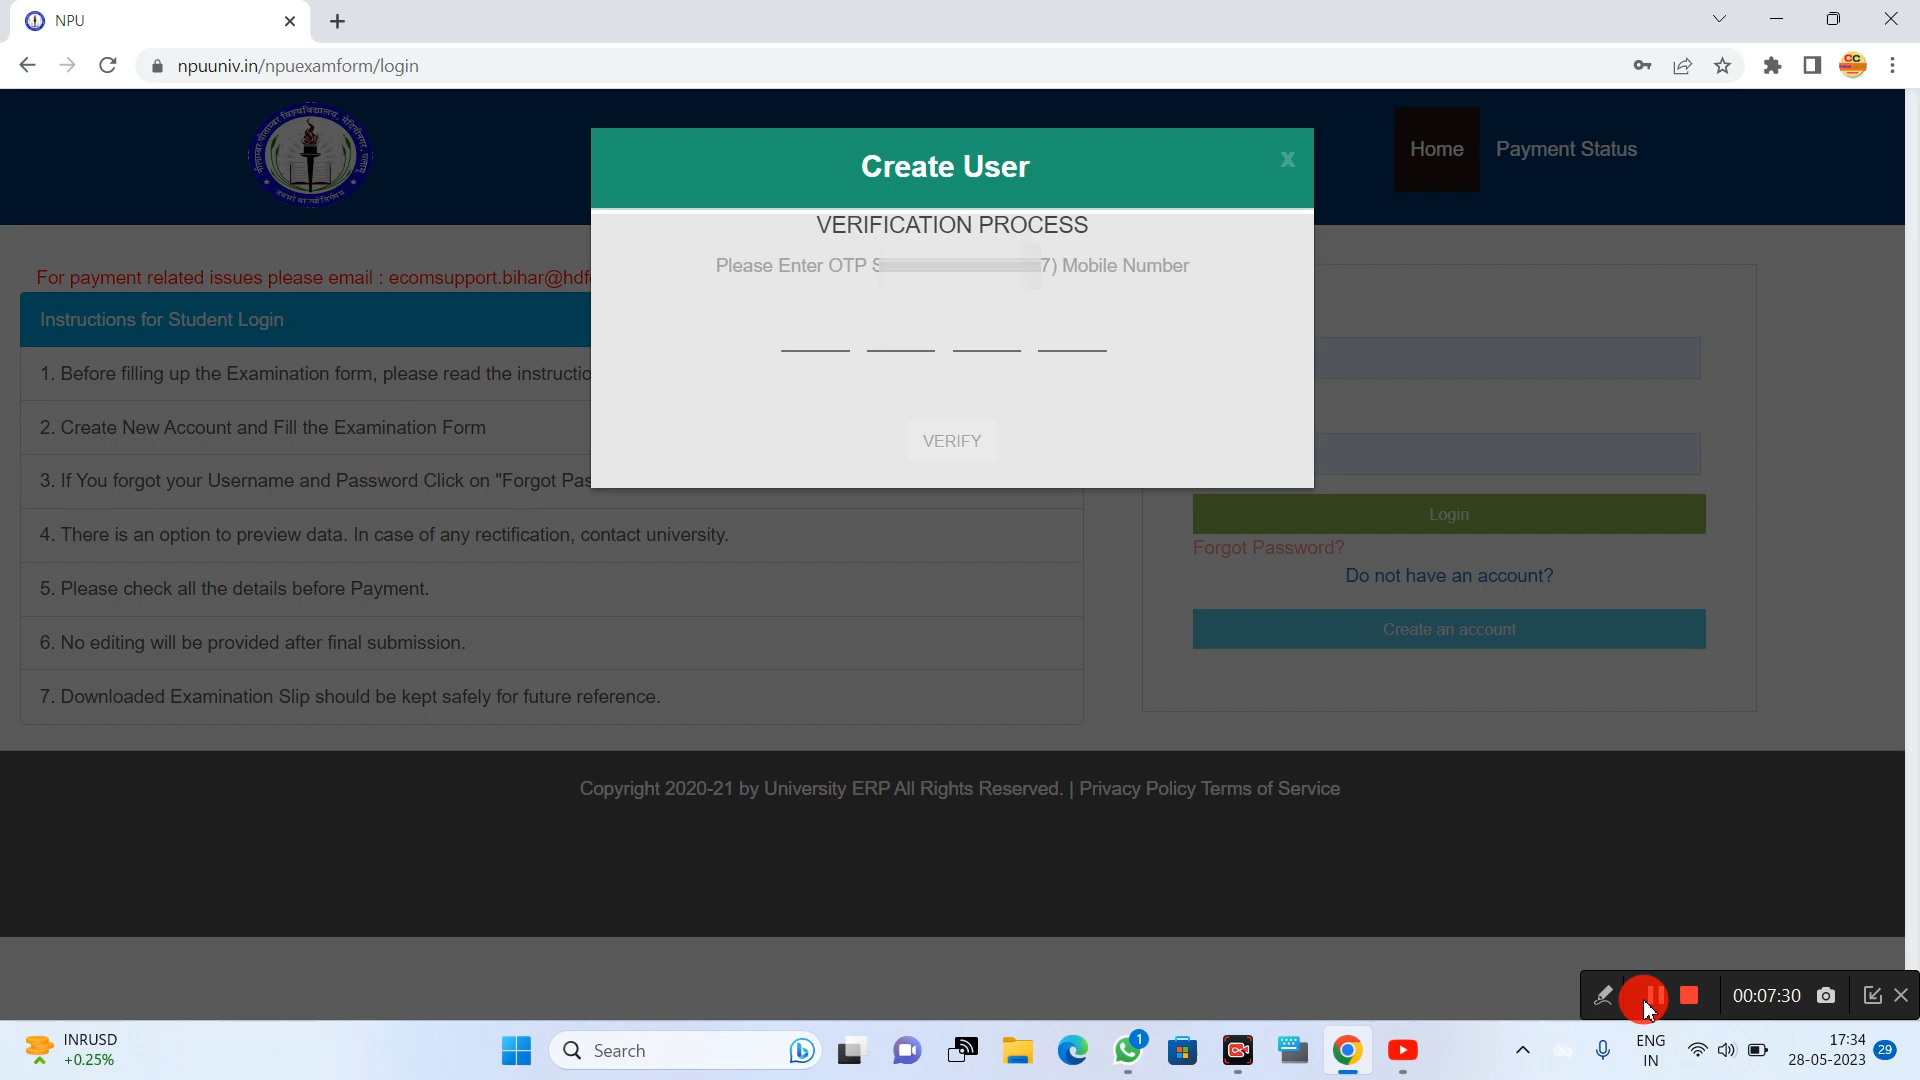 NPU
npuuniv.in/npuexamform/login
Home
Payment Status
Create User
x
VERIFICATION PROCESS
Please Enter OTP S 7) Mobile Number
VERIFY
For payment related issues please email : ecomsupport.bihar@hdf
Instructions for Student Login
1. Before filling up the Examination form, please read the instructio
2. Create New Account and Fill the Examination Form
3. If You forgot your Username and Password Click on "Forgot Pas
4. There is an option to preview data. In case of any rectification, contact university.
5. Please check all the details before Payment.
6. No editing will be provided after final submission.
7. Downloaded Examination Slip should be kept safely for future reference.
Login
Forgot Password?
Do not have an account?
Create an account
Copyright 2020-21 by University ERP All Rights Reserved. | Privacy Policy Terms of Service
00:07:30
INRUSD
+0.25%
Search
1
ENG
IN
17:34
28-05-2023
29